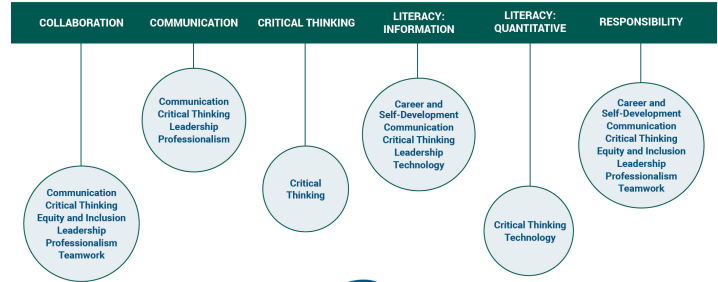 COLLABORATION
COMMUNICATION
CRITICAL THINKING
LITERACY:
INFORMATION
LITERACY:
QUANTITATIVE
RESPONSIBILITY
Communication
Critical Thinking
Equity and Inclusion
Leadership
Professionalism
Teamwork
Communication
Critical Thinking
Leadership
Professionalism
Critical
Thinking
Career and
Self-Development
Communication
Critical Thinking
Leadership
Technology
Critical Thinking
Technology
Career and
Self-Development
Communication
Critical Thinking
Equity and Inclusion
Leadership
Professionalism
Teamwork